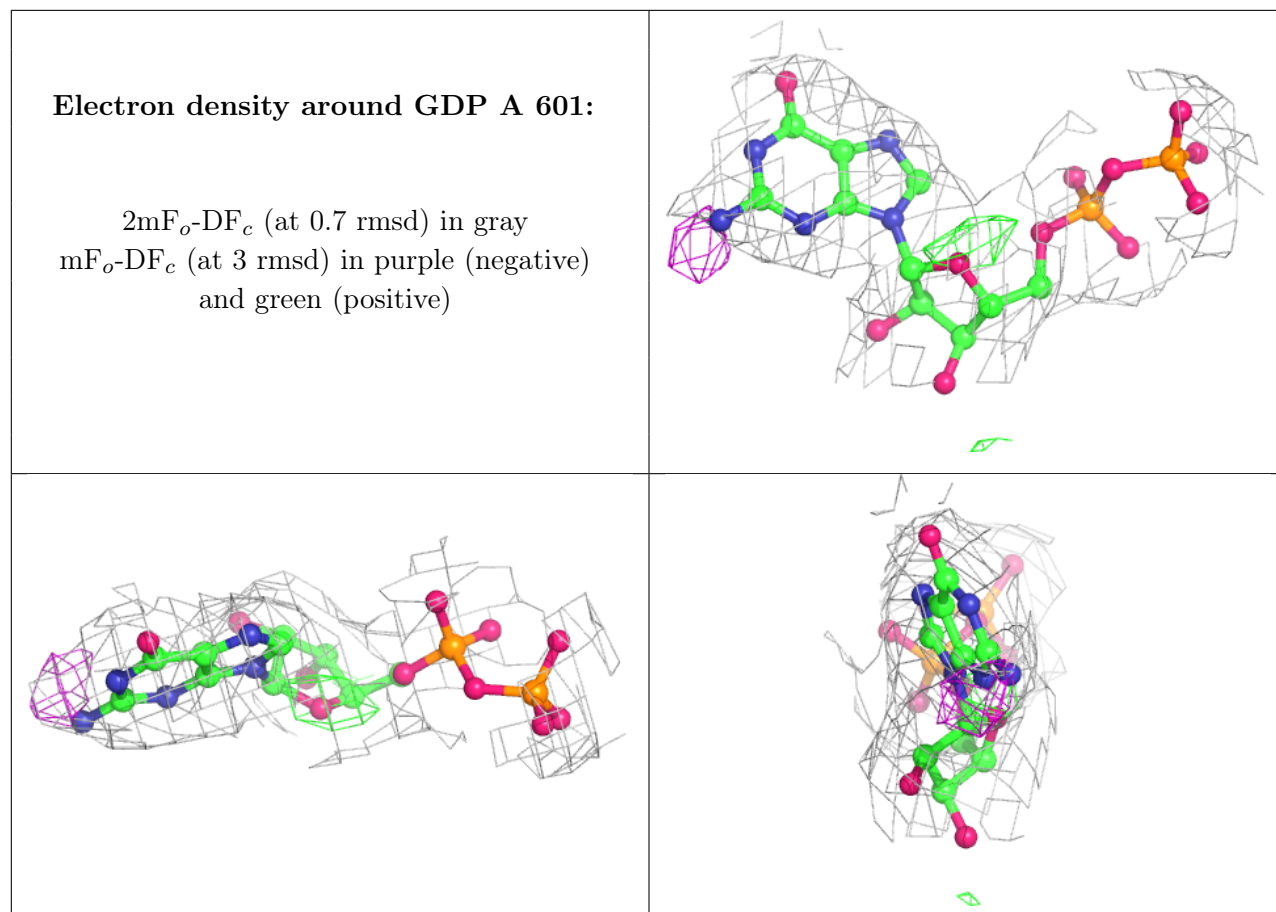 Electron density around GDP A 601:
2mFo-DFc (at 0.7 rmsd) in gray
mFo-DFc (at 3 rmsd) in purple (negative)
and green (positive)